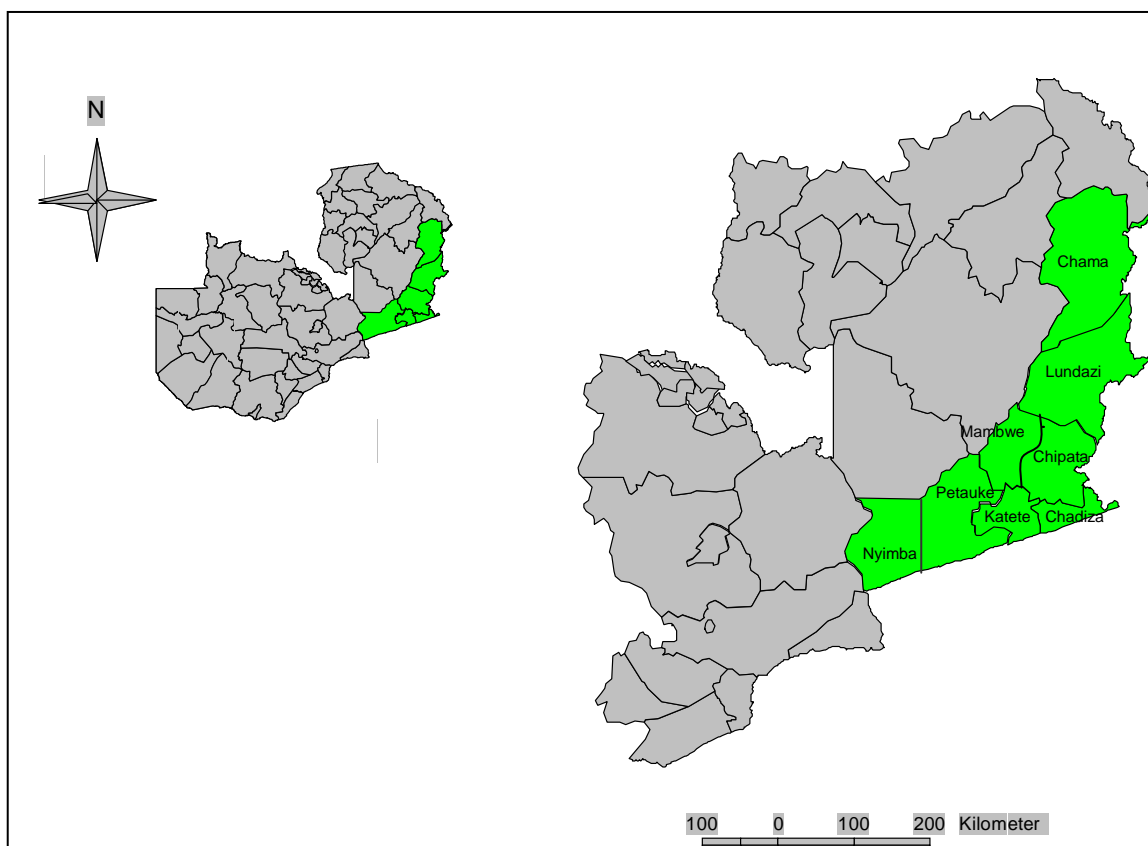 N
Chama
Lundazi
Mambwe
Chipata
Petauke
Katete Chadiza
Nyimba
100 0 100 200 Kilometer